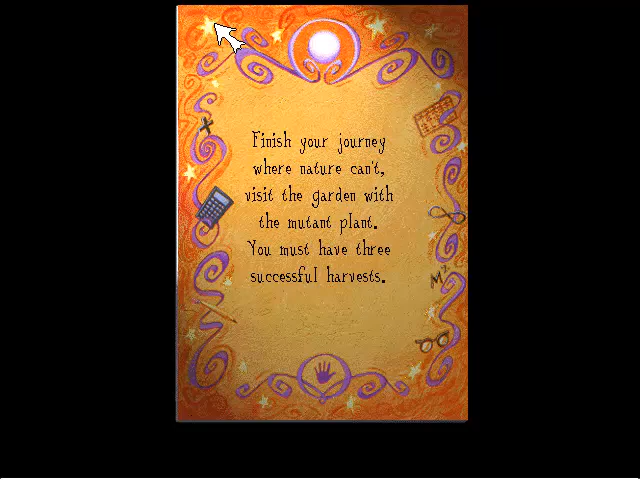 Finish your journey
where nature can't,
visit the garden with
the mutant plant.
You must have three
successful harvests.
M²